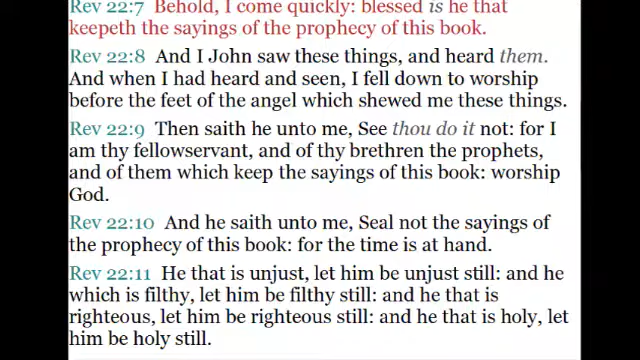 Rev 22:7 Behold, I come quickly: blessed is he that
keepeth the sayings of the prophecy of this book.
Rev 22:8 And I John saw these things, and heard them.
And when I had heard and seen, I fell down to worship
before the feet of the angel which shewed me these things.
Rev 22:9 Then saith he unto me, See thou do it not: for I
am thy fellowservant, and of thy brethren the prophets,
and of them which keep the sayings of this book: worship
God.
Rev 22:10 And he saith unto me, Seal not the sayings of
the prophecy of this book: for the time is at hand.
Rev 22:11 He that is unjust, let him be unjust still: and he
which is filthy, let him be filthy still: and he that is
righteous, let him be righteous still: and he that is holy, let
him be holy still.